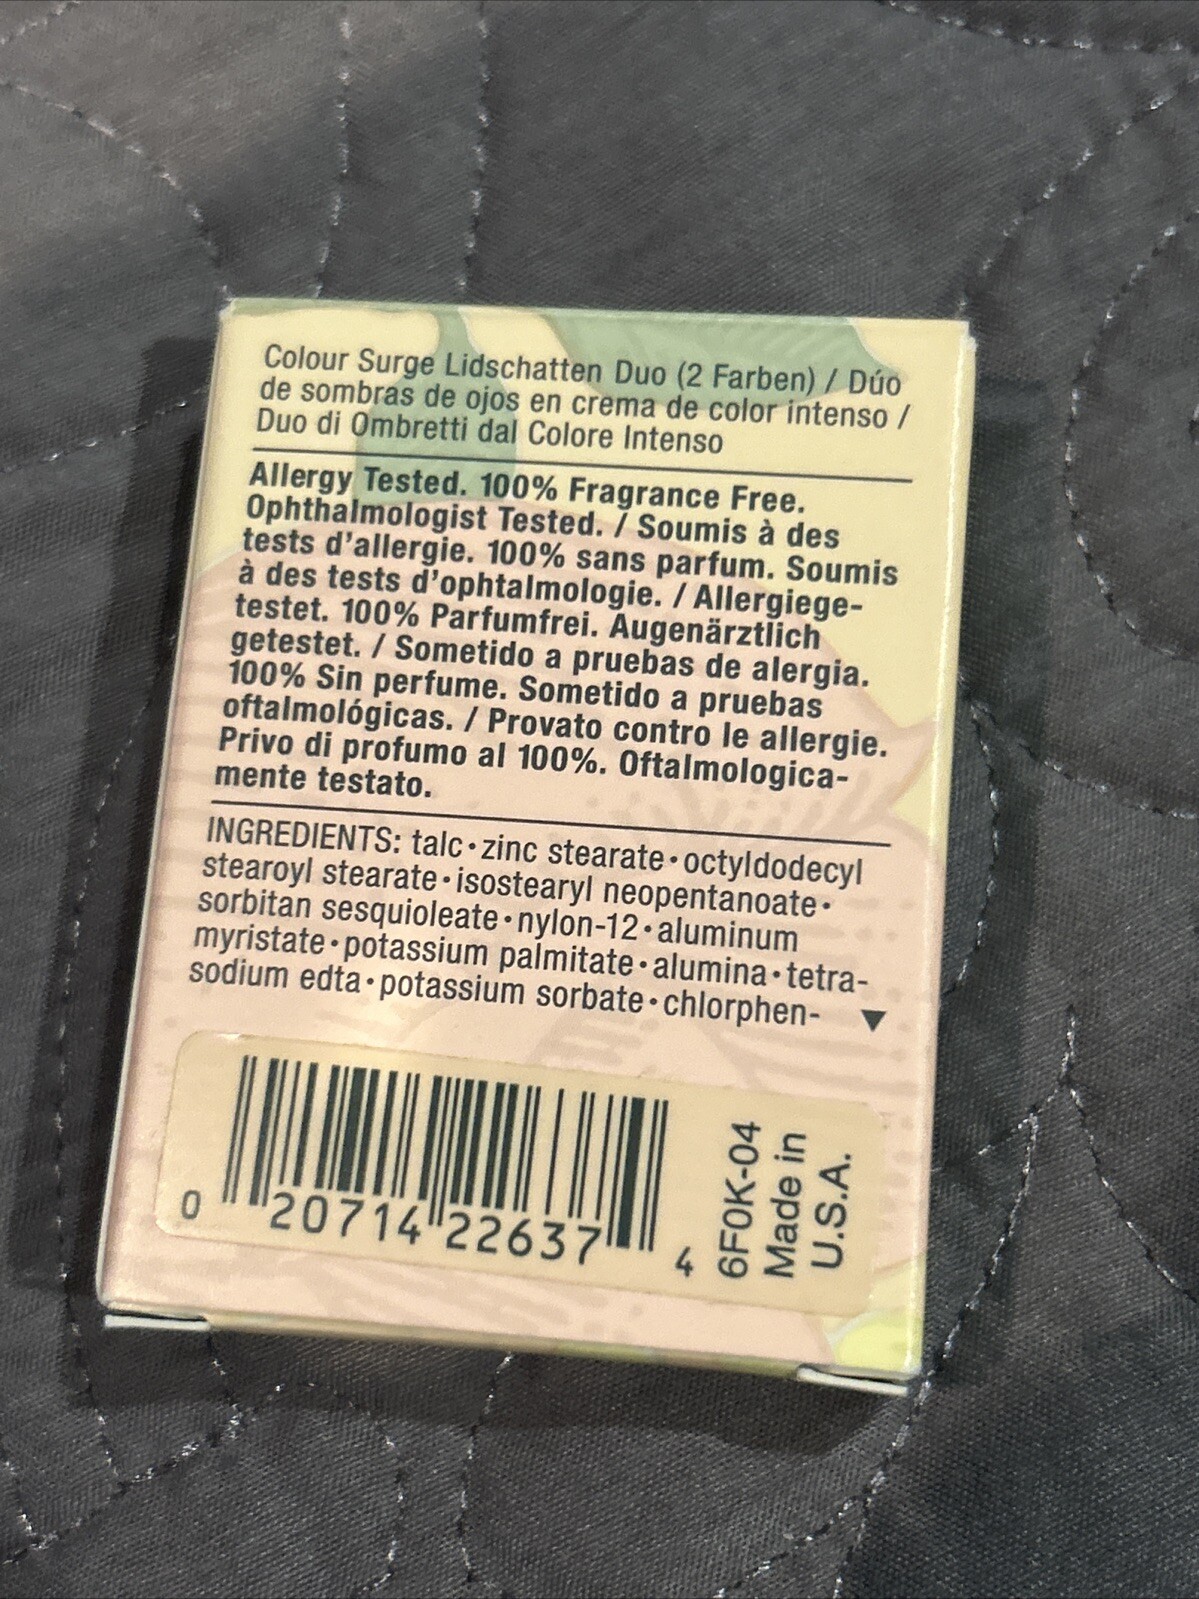 Colour Surge Lidschatten Duo (2 Farben) / Dúo
de sombras de ojos en crema de color intenso /
Duo di Ombretti dal Colore Intenso
Allergy Tested. 100% Fragrance Free.
Ophthalmologist Tested. / Soumis à des
tests d'allergie. 100% sans parfum. Soumis
à des tests d'ophtalmologie. / Allergiege-
testet. 100% Parfumfrei. Augenärztlich
getestet. / Sometido a pruebas de alergia.
100% Sin perfume. Sometido a pruebas
oftalmológicas. / Provato contro le allergie.
Privo di profumo al 100%. Oftalmologica-
mente testato.
INGREDIENTS: talc•zinc stearate•octyldodecyl
stearoyl stearate•isostearyl neopentanoate•
sorbitan sesquioleate•nylon-12•aluminum
myristate•potassium palmitate•alumina•tetra-
sodium edta•potassium sorbate•chlorphen- ▼
0 20714 22637 4
6F0K-04
Made in
U.S.A.